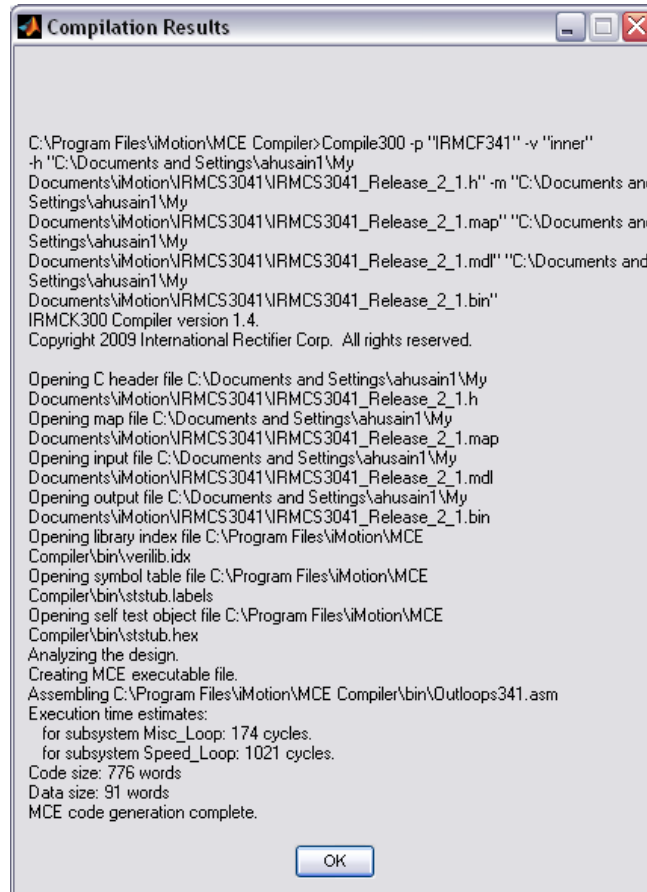 Compilation Results
C:\Program Files\iMotion\MCE Compiler>Compile300 -p "IRMCF341" -v "inner"
-h "C:\Documents and Settings\ahusain1\My
Documents\iMotion\IRMCS3041\IRMCS3041_Release_2_1.h" -m "C:\Documents and
Settings\ahusain1\My
Documents\iMotion\IRMCS3041\IRMCS3041_Release_2_1.map" "C:\Documents and
Settings\ahusain1\My
Documents\iMotion\IRMCS3041\IRMCS3041_Release_2_1.mdl" "C:\Documents and
Settings\ahusain1\My
Documents\iMotion\IRMCS3041\IRMCS3041_Release_2_1.bin"
IRMCK300 Compiler version 1.4.
Copyright 2009 International Rectifier Corp.  All rights reserved.
Opening C header file C:\Documents and Settings\ahusain1\My
Documents\iMotion\IRMCS3041\IRMCS3041_Release_2_1.h
Opening map file C:\Documents and Settings\ahusain1\My
Documents\iMotion\IRMCS3041\IRMCS3041_Release_2_1.map
Opening input file C:\Documents and Settings\ahusain1\My
Documents\iMotion\IRMCS3041\IRMCS3041_Release_2_1.mdl
Opening output file C:\Documents and Settings\ahusain1\My
Documents\iMotion\IRMCS3041\IRMCS3041_Release_2_1.bin
Opening library index file C:\Program Files\iMotion\MCE
Compiler\bin\verilib.idx
Opening symbol table file C:\Program Files\iMotion\MCE
Compiler\bin\ststub.labels
Opening self test object file C:\Program Files\iMotion\MCE
Compiler\bin\ststub.hex
Analyzing the design.
Creating MCE executable file.
Assembling C:\Program Files\iMotion\MCE Compiler\bin\Outloops341.asm
Execution time estimates:
for subsystem Misc_Loop: 174 cycles.
for subsystem Speed_Loop: 1021 cycles.
Code size: 776 words
Data size: 91 words
MCE code generation complete.
OK